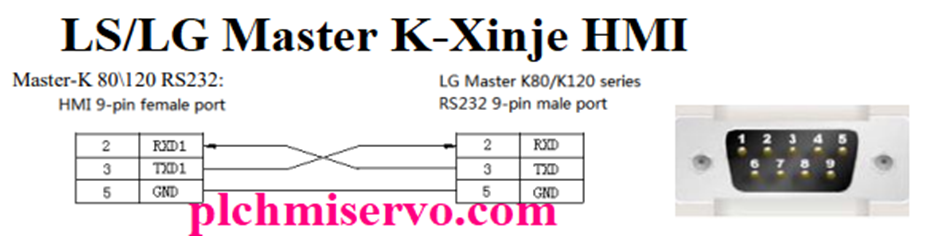 LS/LG Master K-Xinje HMI
Master-K 80\120 RS232:
HMI 9-pin female port
LG Master K80/K120 series
RS232 9-pin male port
2 RXD1
3 TXD1
5 GND
2 RXD
3 TXD
5 GND
1 2 3 4 5
6 7 8 9
plchmiservo.com